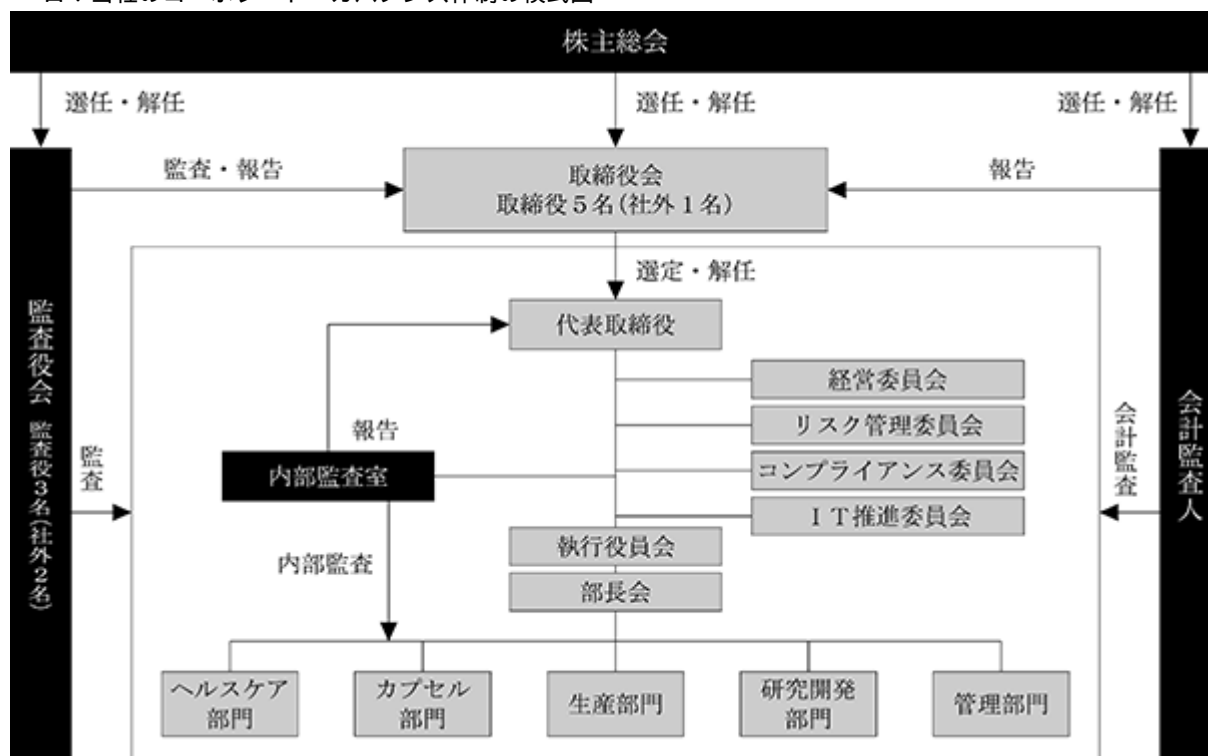 株主総会
選任・解任
選任・解任
選任・解任
監査・報告
取締役会
取締役5名(社外1名)
報告
選定・解任
代表取締役
経営委員会
リスク管理委員会
コンプライアンス委員会
IT推進委員会
報告
内部監査室
執行役員会
部長会
内部監査
監査役会 監査役3名(社外2名)
監査
会計監査
会計監査人
ヘルスケア
部門
カプセル
部門
生産部門
研究開発
部門
管理部門